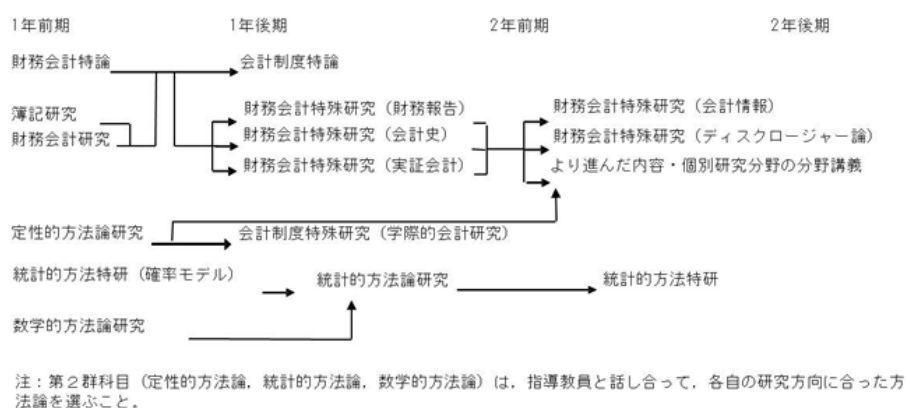 1年前期 1年後期 2年前期 2年後期
財務会計特論 会計制度特論
簿記研究 財務会計特殊研究（財務報告） 財務会計特殊研究（会計情報）
財務会計研究 財務会計特殊研究（会計史） 財務会計特殊研究（ディスクロージャー論）
財務会計特殊研究（実証会計） より進んだ内容・個別研究分野の分野講義
定性的方法論研究 会計制度特殊研究（学際的会計研究）
統計的方法特研（確率モデル） 統計的方法論研究 統計的方法特研
数学的方法論研究
注：第２群科目（定性的方法論，統計的方法論，数学的方法論）は，指導教員と話し合って，各自の研究方向に合った方
法論を選ぶこと。